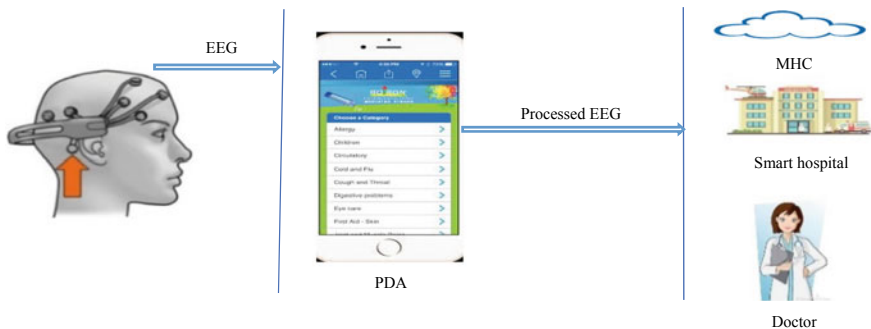 EEG
Choose a Category
Allergy
Children
Circulatory
Cold and Flu
Cough and Throat
Digestive problems
Eye care
First Aid - Skin
PDA
Processed EEG
MHC
Smart hospital
Doctor